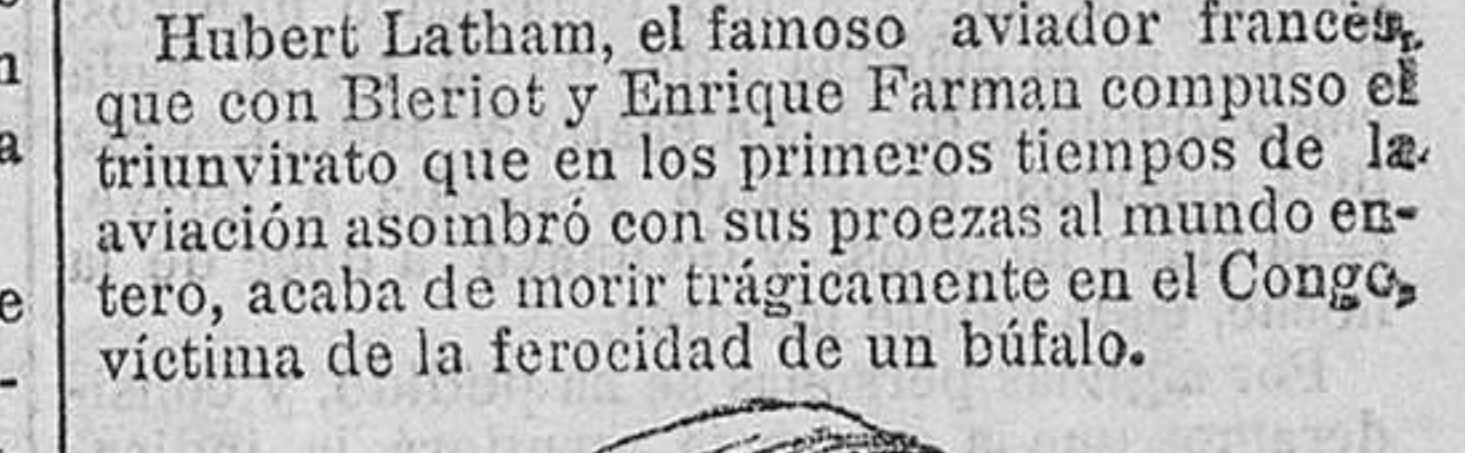 Hubert Latham, el famoso aviador francés,
que con Bleriot y Enrique Farman compuso el
triunvirato que en los primeros tiempos de la
aviación asombró con sus proezas al mundo en-
tero, acaba de morir trágicamente en el Congo,
víctima de la ferocidad de un búfalo.